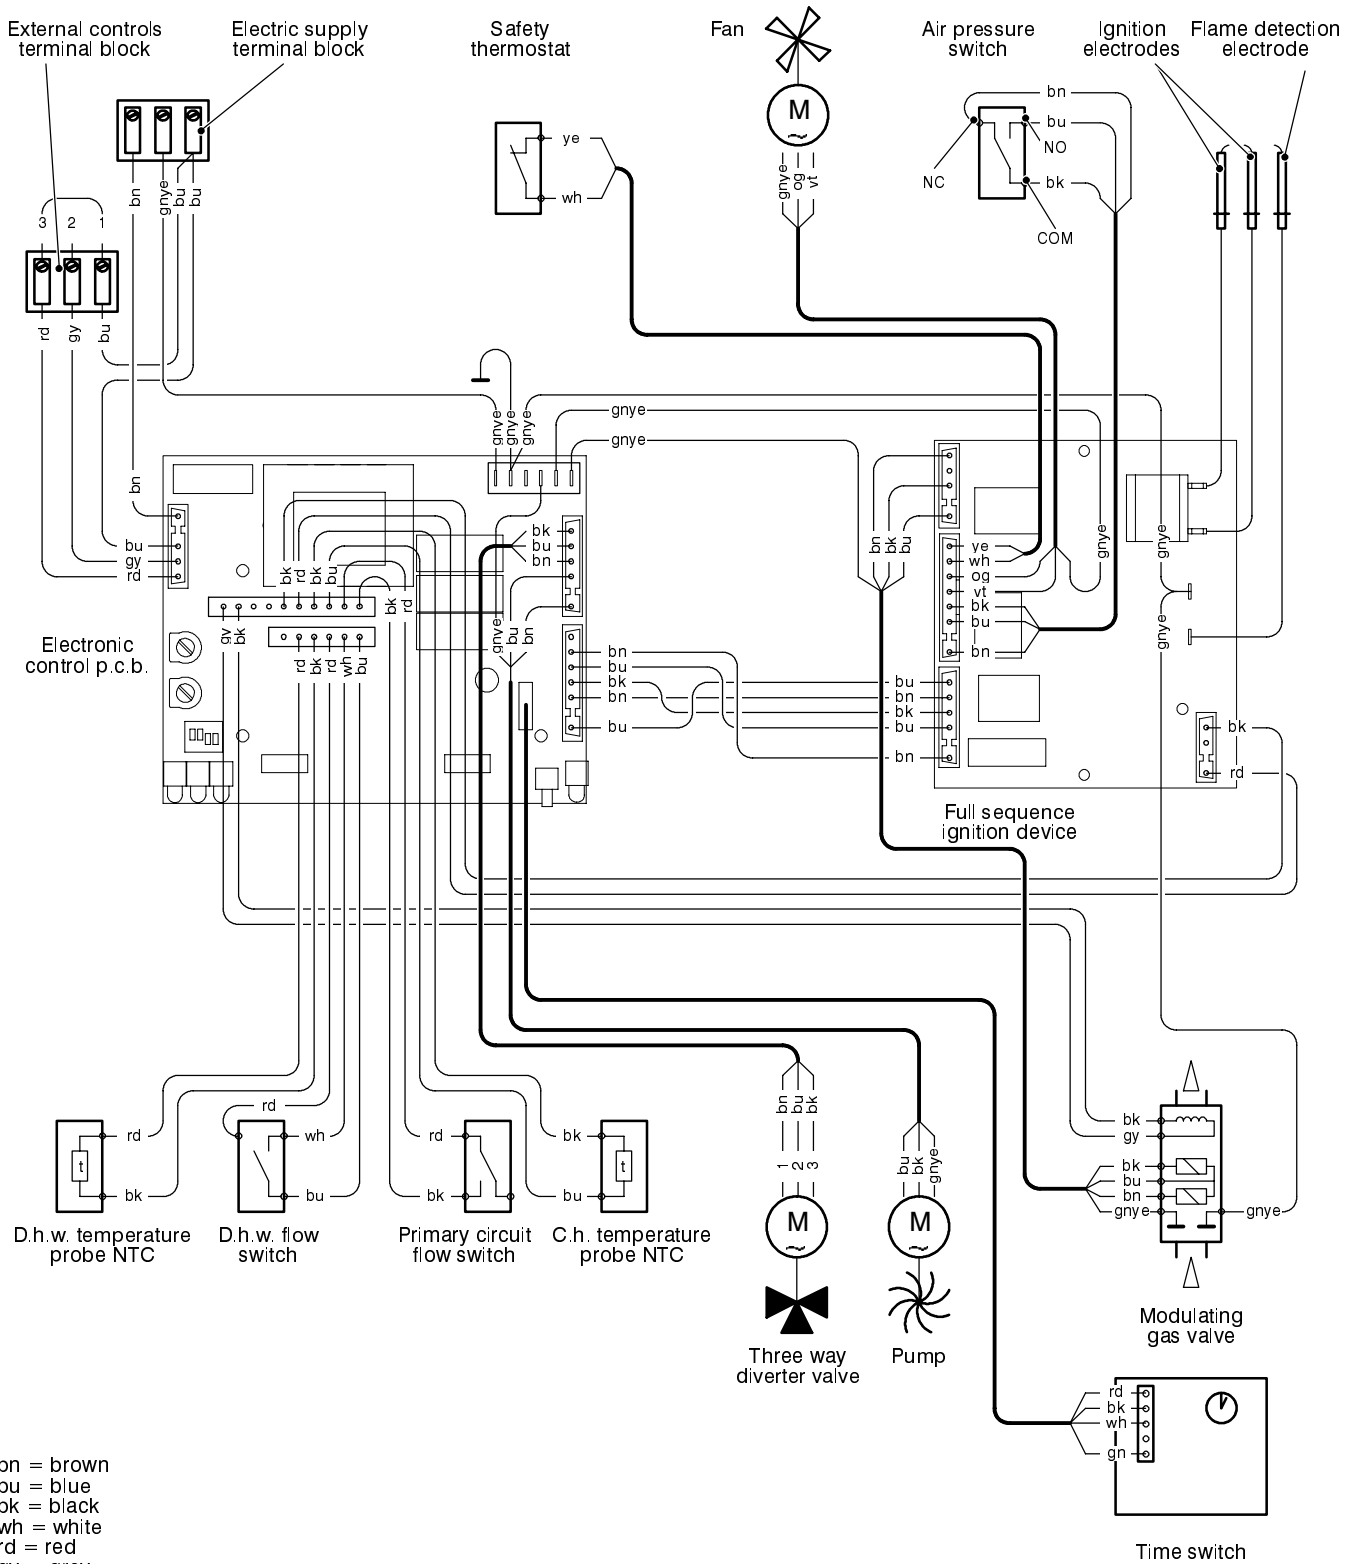 External controls
terminal block
Electric supply
terminal block
Safety
thermostat
Fan
Air pressure
switch
Ignition
electrodes
Flame detection
electrode
M
bn
bu
NO
NC
bk
COM
ye
wh
gnye
og
vt
bn
gnye
bu
bu
3
2
1
rd
gy
bu
gnye
gnye
gnye
gnye
gnye
bn
bu
gy
rd
bk
rd
bk
bu
bk
rd
bk
bu
bn
gnye
bu
bn
gy
bk
rd
bk
rd
wh
bu
bn
bk
bu
ye
wh
og
vt
bk
bu
bn
gnye
gnye
gnye
Electronic
control p.c.b.
bn
bu
bk
bn
bu
bu
bn
bk
bu
bn
bk
rd
Full sequence
ignition device
rd
bk
t
rd
wh
bu
rd
bk
bk
bu
t
bn
bu
bk
1
2
3
M
bu
bk
gnye
M
bk
gy
bk
bu
bn
gnye
gnye
D.h.w. temperature
probe NTC
D.h.w. flow
switch
Primary circuit
flow switch
C.h. temperature
probe NTC
Three way
diverter valve
Pump
Modulating
gas valve
rd
bk
wh
gn
Time switch
bn = brown
bu = blue
bk = black
wh = white
rd = red